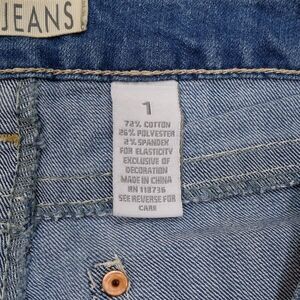 JEANS
1
72% COTTON
26% POLYESTER
2% SPANDEX
FOR ELASTICITY
EXCLUSIVE OF
DECORATION
MADE IN CHINA
RN 118736
SEE REVERSE FOR
CARE